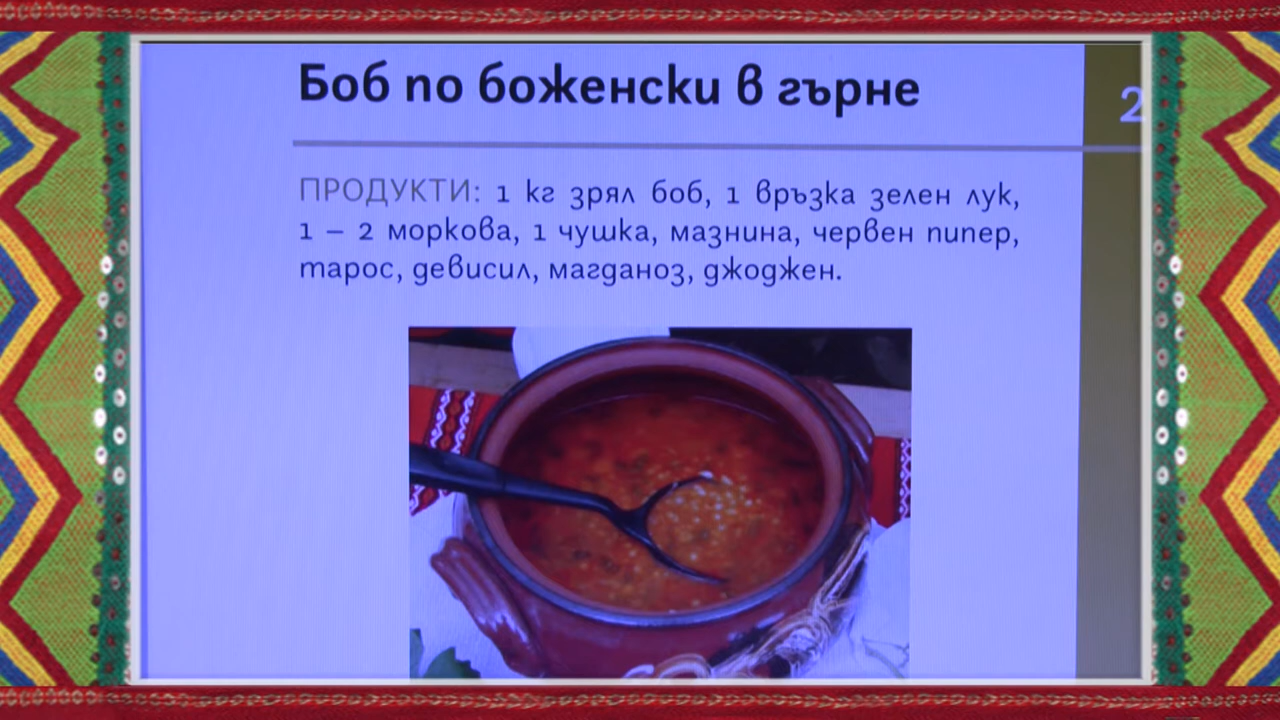 Боб по боженски в гърне
2
ПРОДУКТИ: 1 кг зрял боб, 1 връзка зелен лук,
1 – 2 моркова, 1 чушка, мазнина, червен пипер,
тарос, девисил, магданоз, джоджен.